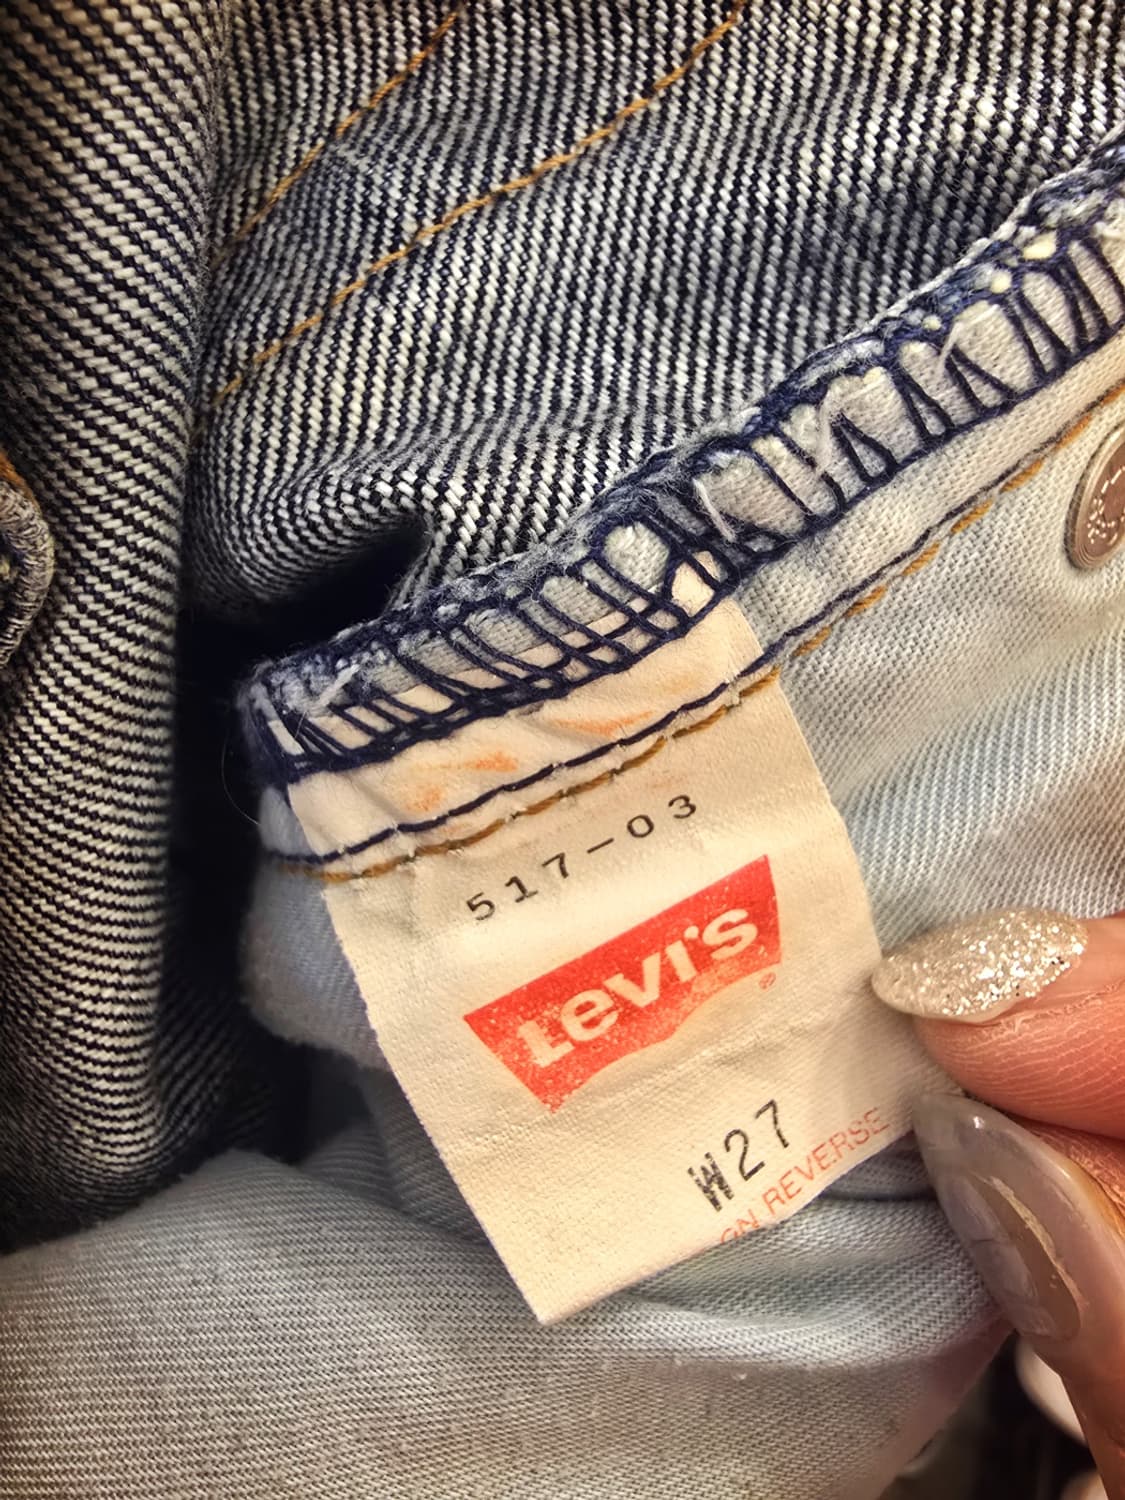 517-03
Levi's
®
W27
ON REVERSE